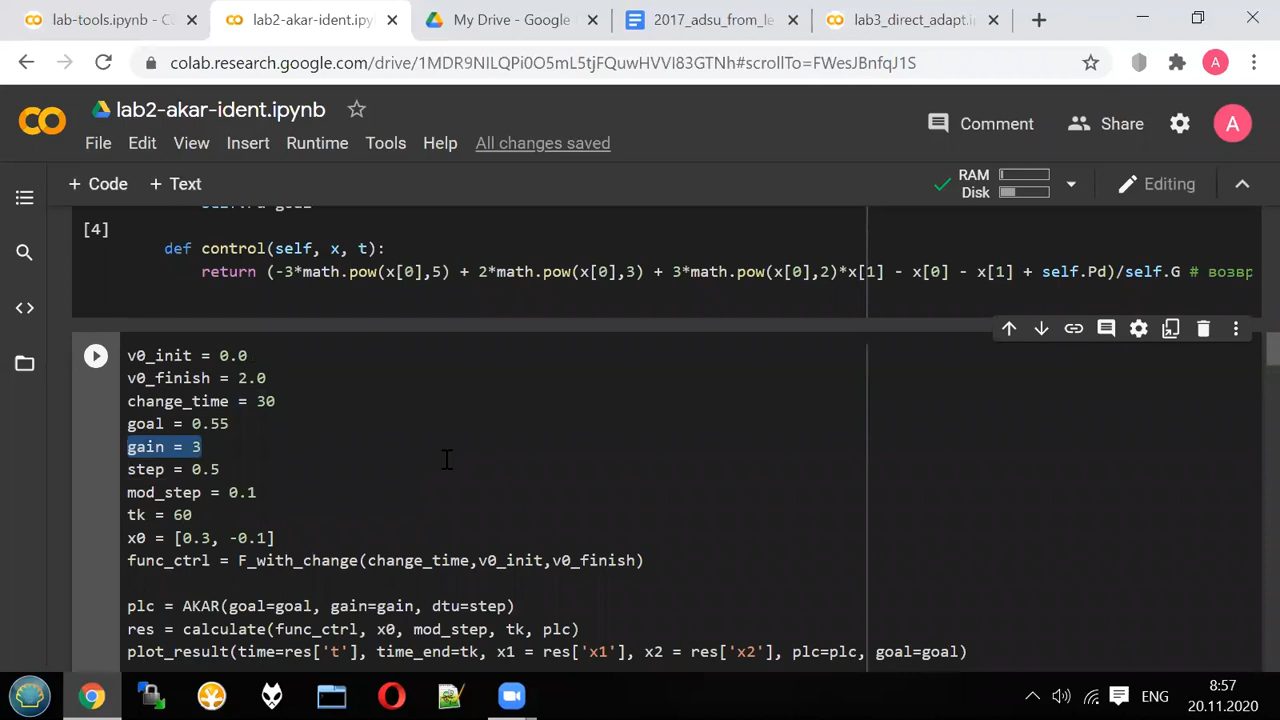 lab-tools.ipynb - C
lab2-akar-ident.ipy
My Drive - Google
2017_adsu_from_le
lab3_direct_adapt.i
colab.research.google.com/drive/1MDR9NILQPi0O5mL5tjFQuwHVVI83GTNh#scrollTo=FWesJBnfqJ1S
A
CO
lab2-akar-ident.ipynb
Comment
Share
A
File Edit View Insert Runtime Tools Help All changes saved
+ Code + Text
RAM
Disk
Editing
[4]
def control(self, x, t):
return (-3*math.pow(x[0],5) + 2*math.pow(x[0],3) + 3*math.pow(x[0],2)*x[1] - x[0] - x[1] + self.Pd)/self.G # возвр
v0_init = 0.0
v0_finish = 2.0
change_time = 30
goal = 0.55
gain = 3
step = 0.5
mod_step = 0.1
tk = 60
x0 = [0.3, -0.1]
func_ctrl = F_with_change(change_time,v0_init,v0_finish)
plc = AKAR(goal=goal, gain=gain, dtu=step)
res = calculate(func_ctrl, x0, mod_step, tk, plc)
plot_result(time=res['t'], time_end=tk, x1 = res['x1'], x2 = res['x2'], plc=plc, goal=goal)
ENG
8:57
20.11.2020